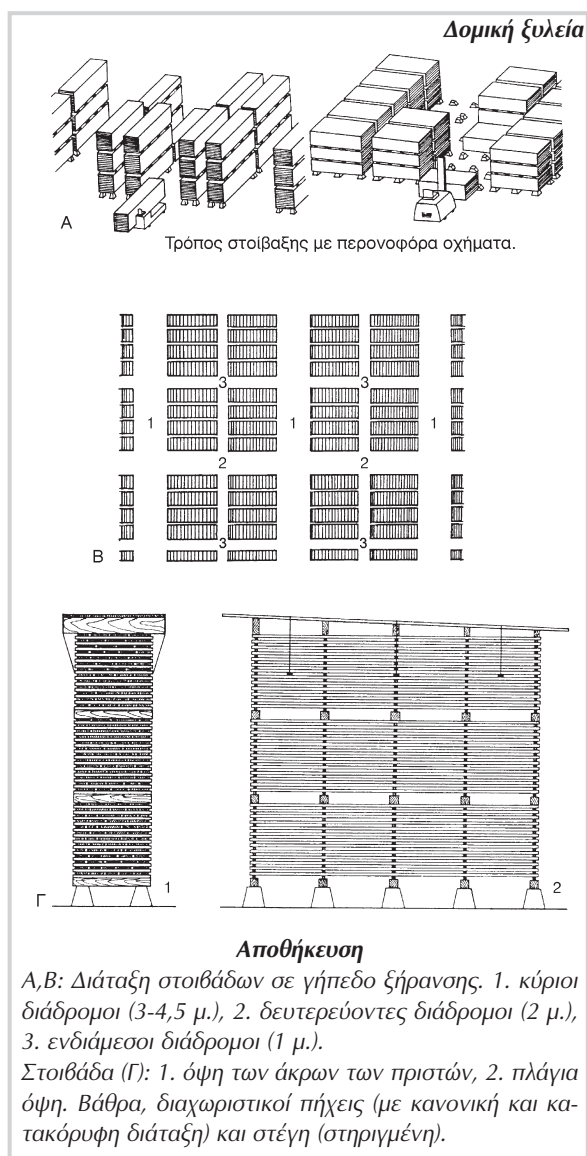 Δομική ξυλεία
Α
Τρόπος στοίβαξης με περονοφόρα οχήματα.
3 3
1 1 1
2 2
3 3
Β
Γ 1 2
Αποθήκευση
Α,Β: Διάταξη στοιβάδων σε γήπεδο ξήρανσης. 1. κύριοι
διάδρομοι (3-4,5 μ.), 2. δευτερεύοντες διάδρομοι (2 μ.),
3. ενδιάμεσοι διάδρομοι (1 μ.).
Στοιβάδα (Γ): 1. όψη των άκρων των πριστών, 2. πλάγια
όψη. Βάθρα, διαχωριστικοί πήχεις (με κανονική και κα-
τακόρυφη διάταξη) και στέγη (στηριγμένη).